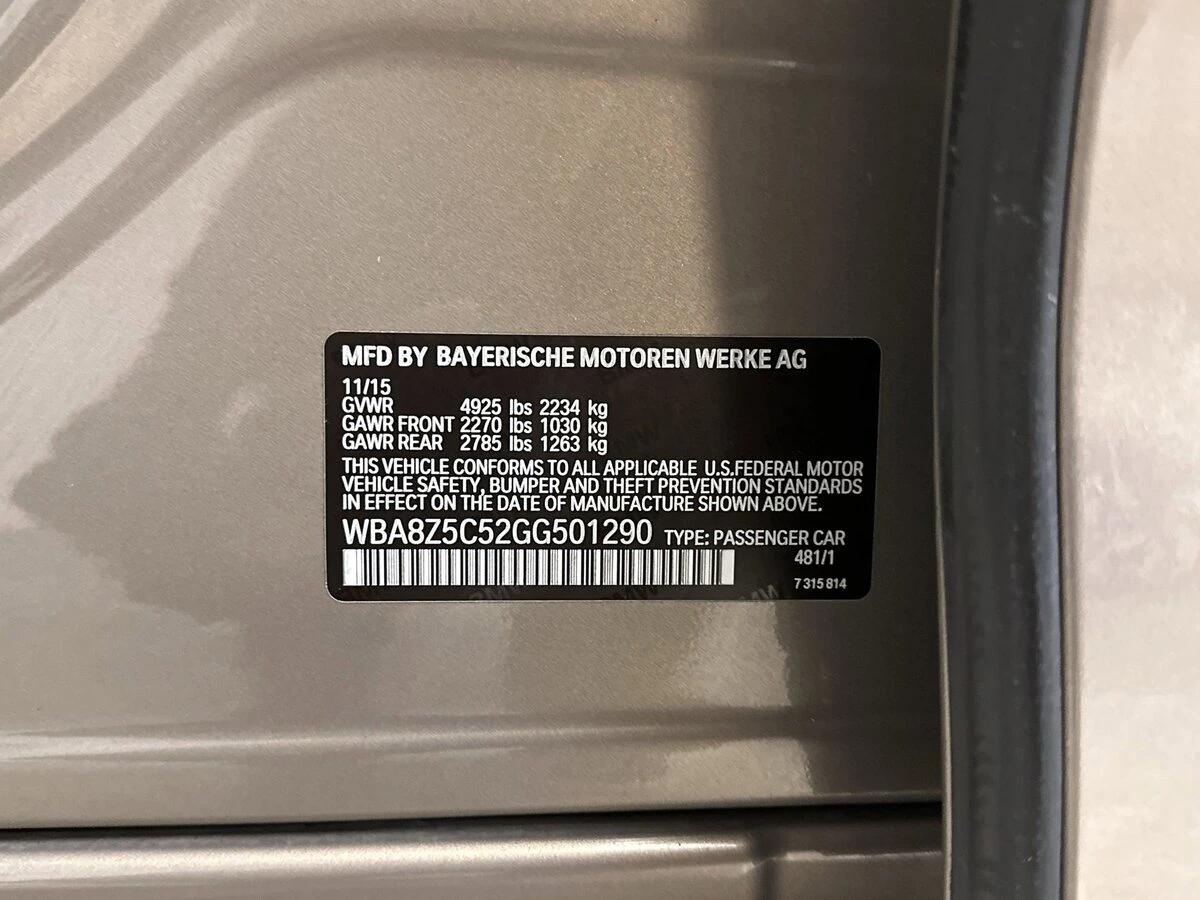 MFD BY BAYERISCHE MOTOREN WERKE AG
11/15
GVWR 4925 lbs 2234 kg
GAWR FRONT 2270 lbs 1030 kg
GAWR REAR 2785 lbs 1263 kg
THIS VEHICLE CONFORMS TO ALL APPLICABLE U.S.FEDERAL MOTOR
VEHICLE SAFETY, BUMPER AND THEFT PREVENTION STANDARDS
IN EFFECT ON THE DATE OF MANUFACTURE SHOWN ABOVE.
WBA8Z5C52GG501290 TYPE: PASSENGER CAR
481/1
7 315 814